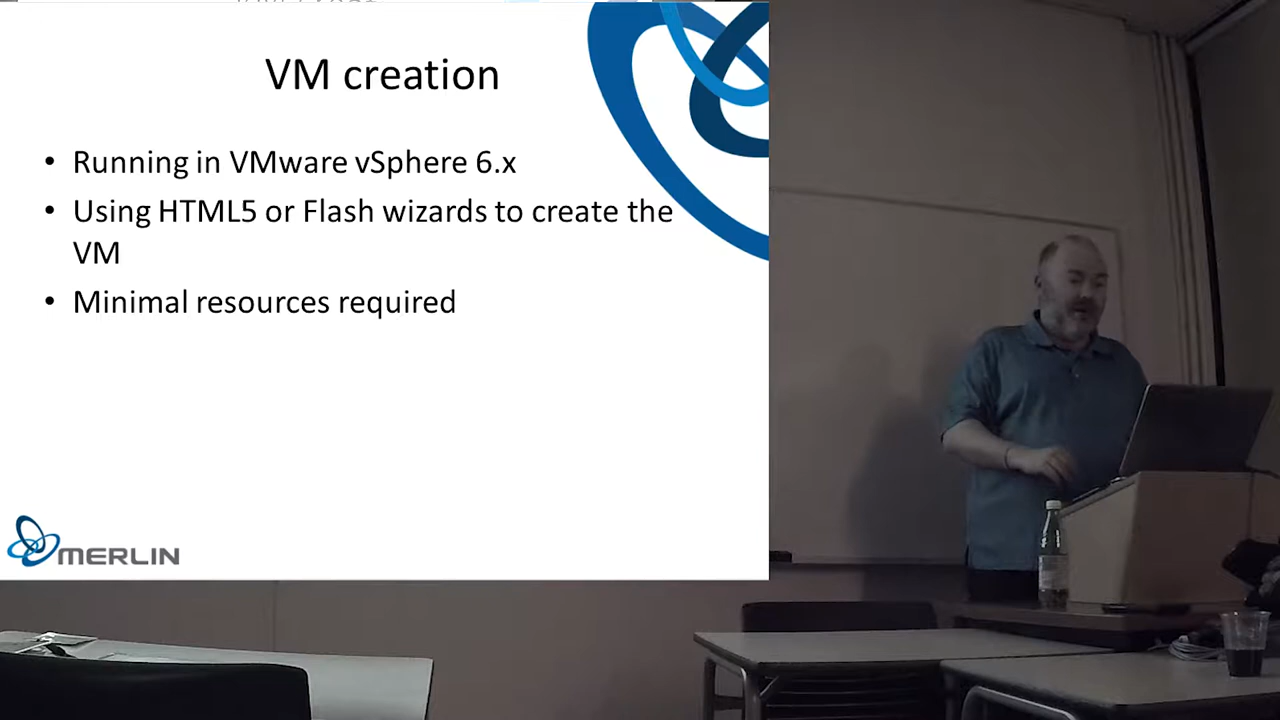 VM creation
• Running in VMware vSphere 6.x
• Using HTML5 or Flash wizards to create the
VM
• Minimal resources required
MERLIN